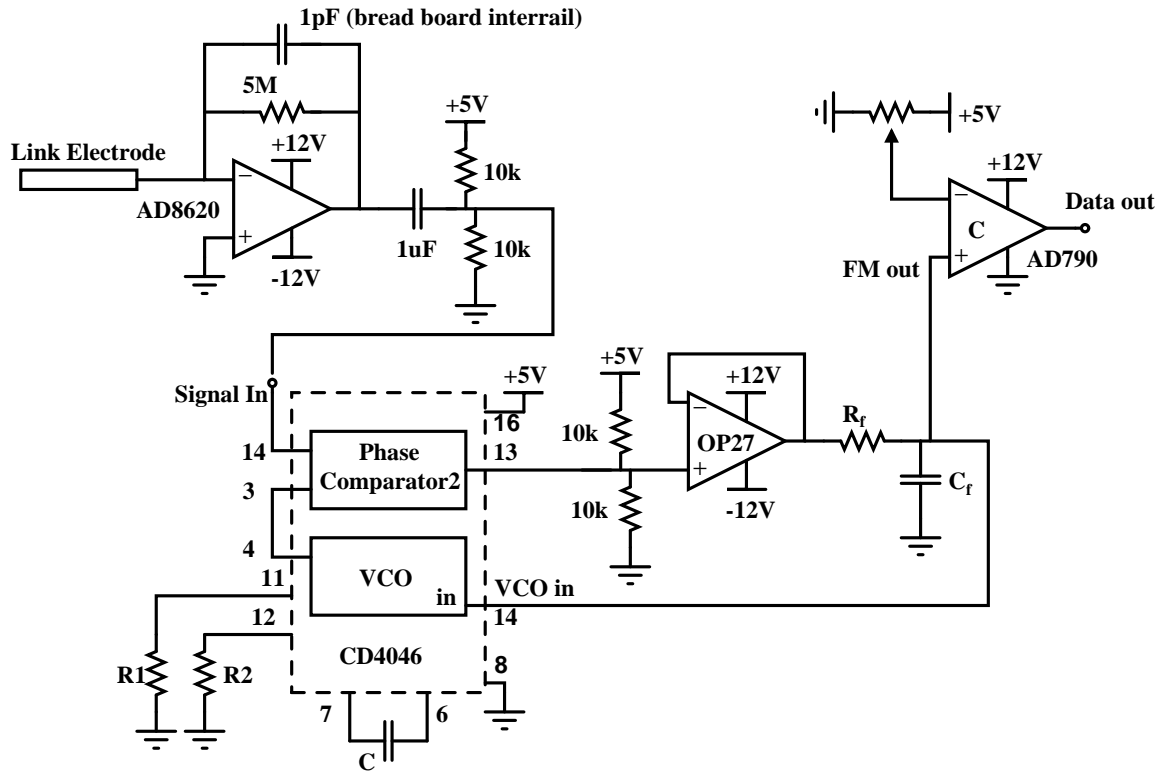 1pF (bread board interrail)
5M
+12V
Link Electrode
−
AD8620
+
-12V
1uF
+5V
10k
10k
+5V
+12V
−
C
+
Data out
AD790
FM out
Signal In
+5V
16
14
Phase
Comparator2
13
3
4
VCO
in
VCO in
14
11
12
CD4046
8
R1
R2
7
6
C
+5V
10k
10k
+12V
−
OP27
+
-12V
Rf
Cf